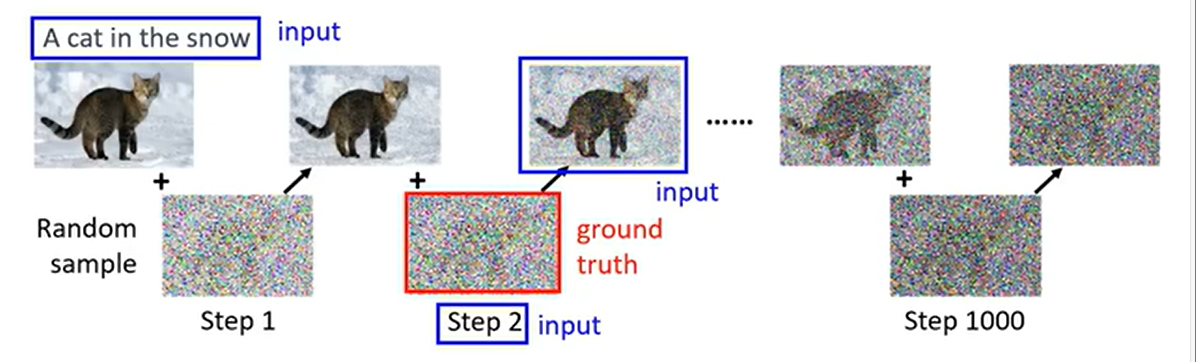 A cat in the snow input
+ + ...... +
input
Random
sample
ground
truth
Step 1 Step 2 input Step 1000